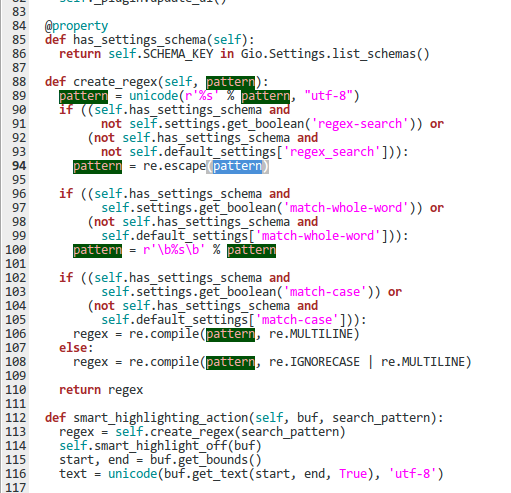 84 @property
85 def has_settings_schema(self):
86   return self.SCHEMA_KEY in Gio.Settings.list_schemas()
87
88 def create_regex(self, pattern):
89   pattern = unicode(r'%s' % pattern, "utf-8")
90   if ((self.has_settings_schema and
91         not self.settings.get_boolean('regex-search')) or
92       (not self.has_settings_schema and
93         not self.default_settings['regex_search'])):
94     pattern = re.escape(pattern)
95
96   if ((self.has_settings_schema and
97         self.settings.get_boolean('match-whole-word')) or
98       (not self.has_settings_schema and
99         self.default_settings['match-whole-word'])):
100     pattern = r'\b%s\b' % pattern
101
102   if ((self.has_settings_schema and
103         self.settings.get_boolean('match-case')) or
104       (not self.has_settings_schema and
105         self.default_settings['match-case'])):
106     regex = re.compile(pattern, re.MULTILINE)
107   else:
108     regex = re.compile(pattern, re.IGNORECASE | re.MULTILINE)
109
110   return regex
111
112 def smart_highlighting_action(self, buf, search_pattern):
113   regex = self.create_regex(search_pattern)
114   self.smart_highlight_off(buf)
115   start, end = buf.get_bounds()
116   text = unicode(buf.get_text(start, end, True), 'utf-8')
117